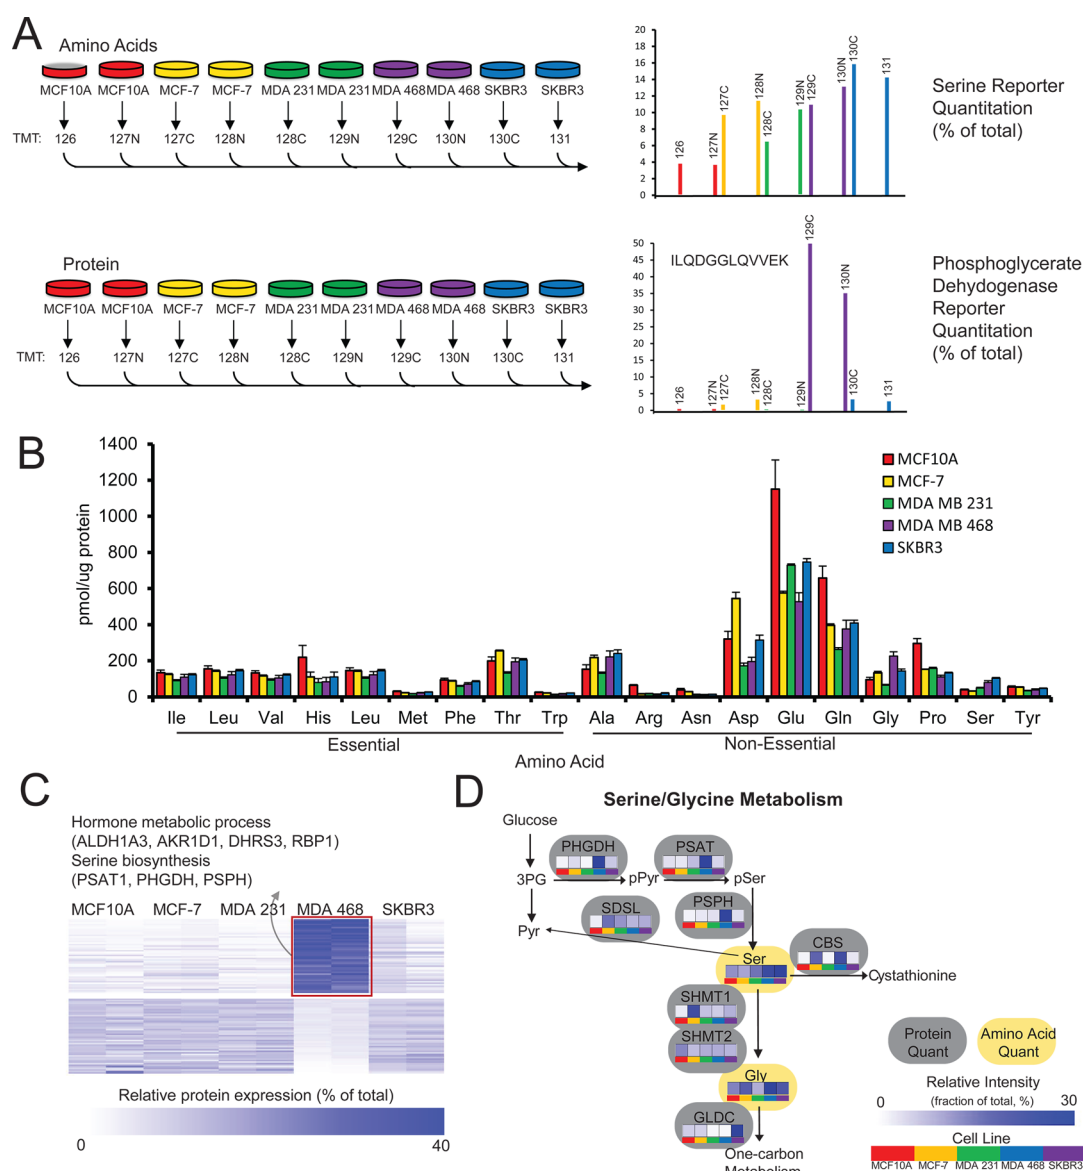 A
Amino Acids
MCF10A MCF10A MCF-7 MCF-7 MDA 231 MDA 231 MDA 468 MDA 468 SKBR3 SKBR3
TMT: 126 127N 127C 128N 128C 129N 129C 130N 130C 131
20
18
16
14
12
10
8
6
4
2
0
126
127N
127C
128N
128C
129N
129C
130N
130C
131
Serine Reporter
Quantitation
(% of total)
Protein
MCF10A MCF10A MCF-7 MCF-7 MDA 231 MDA 231 MDA 468 MDA 468 SKBR3 SKBR3
TMT: 126 127N 127C 128N 128C 129N 129C 130N 130C 131
50
45
40
35
30
25
20
15
10
5
0
ILQDGGLQVVEK
126
127N
127C
128N
128C
129N
129C
130N
130C
131
Phosphoglycerate
Dehydogenase
Reporter
Quantitation
(% of total)
B
pmol/ug protein
1400
1200
1000
800
600
400
200
0
MCF10A
MCF-7
MDA MB 231
MDA MB 468
SKBR3
Ile Leu Val His Leu Met Phe Thr Trp Ala Arg Asn Asp Glu Gln Gly Pro Ser Tyr
Essential Non-Essential
Amino Acid
C
Hormone metabolic process
(ALDH1A3, AKR1D1, DHRS3, RBP1)
Serine biosynthesis
(PSAT1, PHGDH, PSPH)
MCF10A MCF-7 MDA 231 MDA 468 SKBR3
Relative protein expression (% of total)
0 40
D
Serine/Glycine Metabolism
Glucose
PHGDH PSAT
3PG pPyr pSer
SDSL PSPH
Pyr
Ser CBS
Cystathionine
SHMT1
SHMT2
Gly
GLDC
One-carbon
Metabolism
Protein
Quant
Amino Acid
Quant
Relative Intensity
0 (fraction of total, %) 30
Cell Line
MCF10A MCF-7 MDA 231 MDA 468 SKBR3